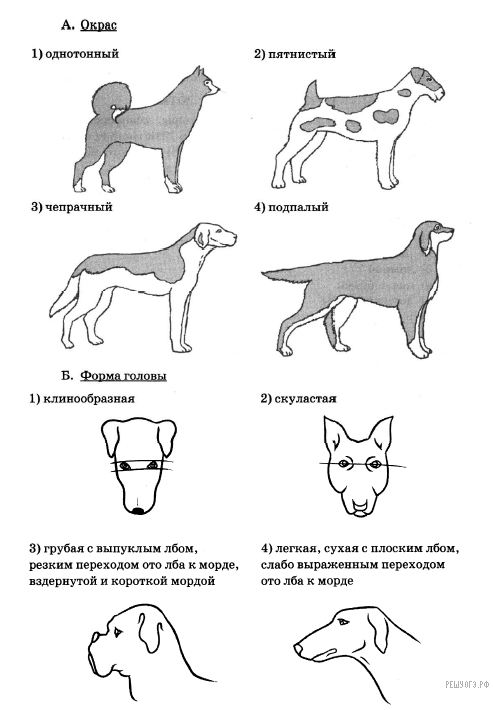 А. Окрас
1) однотонный
2) пятнистый
3) чепрачный
4) подпалый
Б. Форма головы
1) клинообразная
2) скуластая
3) грубая с выпуклым лбом,
резким переходом ото лба к морде,
вздернутой и короткой мордой
4) легкая, сухая с плоским лбом,
слабо выраженным переходом
ото лба к морде
РЕШУОГЭ.РФ